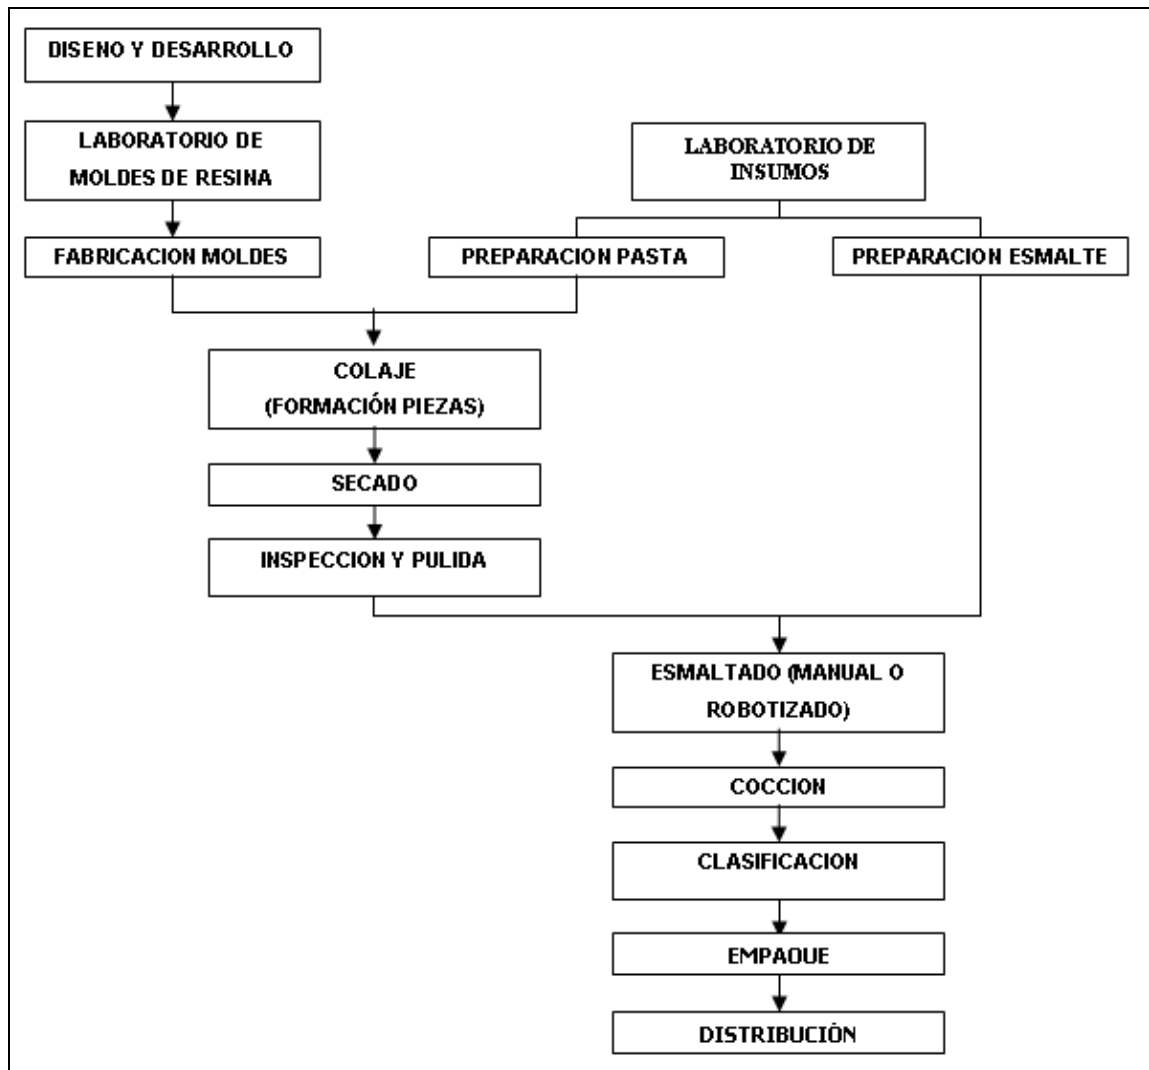 DISENO Y DESARROLLO
LABORATORIO DE
MOLDES DE RESINA
LABORATORIO DE
INSUMOS
FABRICACION MOLDES
PREPARACION PASTA
PREPARACION ESMALTE
COLAJE
(FORMACIÓN PIEZAS)
SECADO
INSPECCION Y PULIDA
ESMALTADO (MANUAL O
ROBOTIZADO)
COCCION
CLASIFICACION
EMPAQUE
DISTRIBUCIÓN